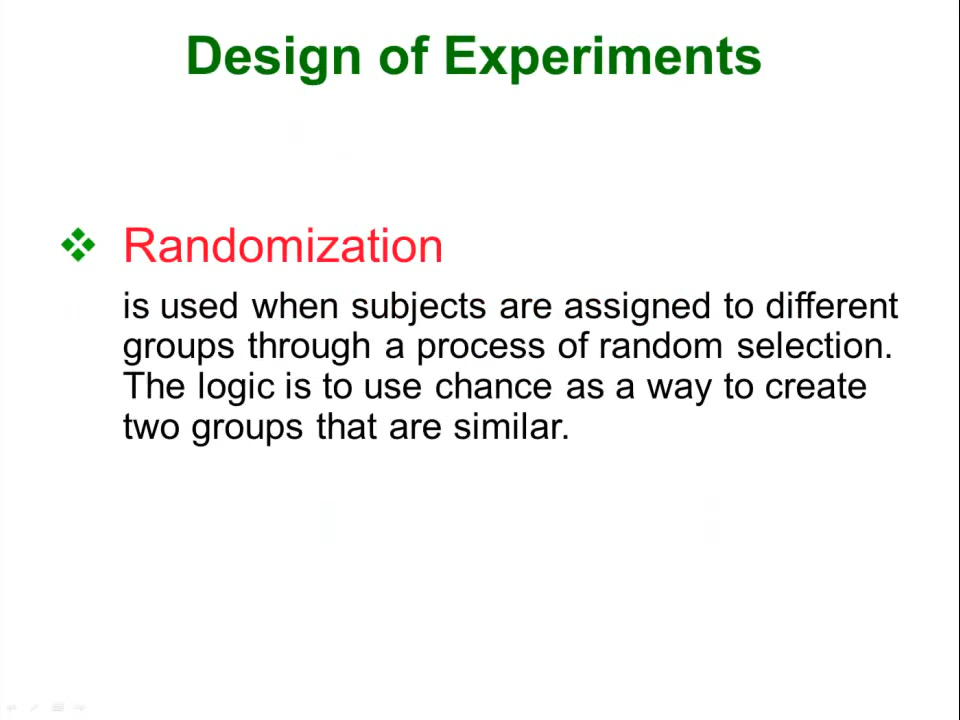 Design of Experiments
Randomization
is used when subjects are assigned to different
groups through a process of random selection.
The logic is to use chance as a way to create
two groups that are similar.